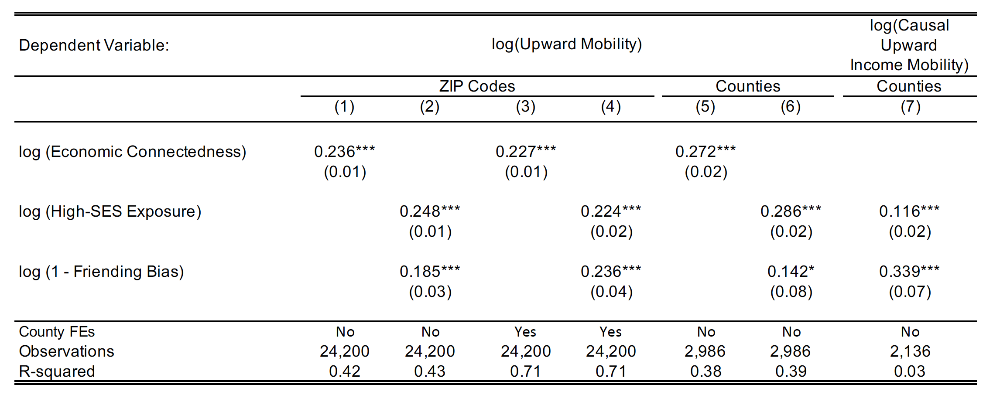 Dependent Variable: log(Upward Mobility) log(Causal Upward Income Mobility)
ZIP Codes Counties Counties
(1) (2) (3) (4) (5) (6) (7)
log (Economic Connectedness) 0.236*** 0.227*** 0.272***
(0.01) (0.01) (0.02)
log (High-SES Exposure) 0.248*** 0.224*** 0.286*** 0.116***
(0.01) (0.02) (0.02) (0.02)
log (1 - Friending Bias) 0.185*** 0.236*** 0.142* 0.339***
(0.03) (0.04) (0.08) (0.07)
County FEs No No Yes Yes No No No
Observations 24,200 24,200 24,200 24,200 2,986 2,986 2,136
R-squared 0.42 0.43 0.71 0.71 0.38 0.39 0.03